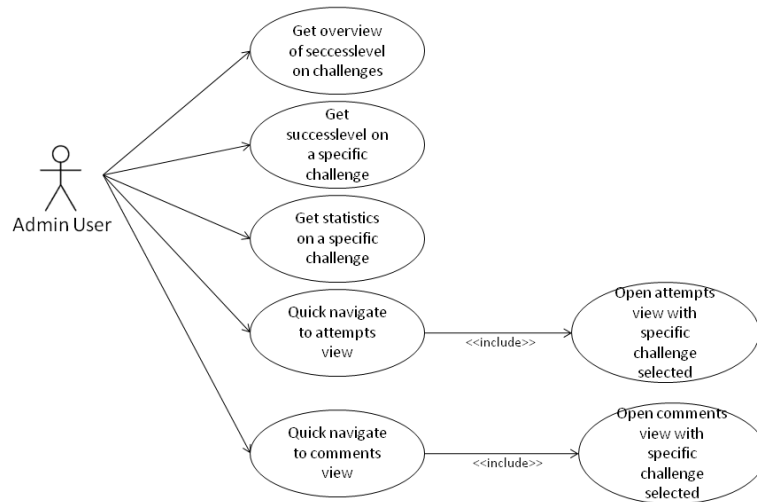 Get overview
of seccesslevel
on challenges
Get
successlevel on
a specific
challenge
Admin User
Get statistics
on a specific
challenge
Quick navigate
to attempts
view
<<include>>
Open attempts
view with
specific
challenge
selected
Quick navigate
to comments
view
<<include>>
Open comments
view with
specific
challenge
selected